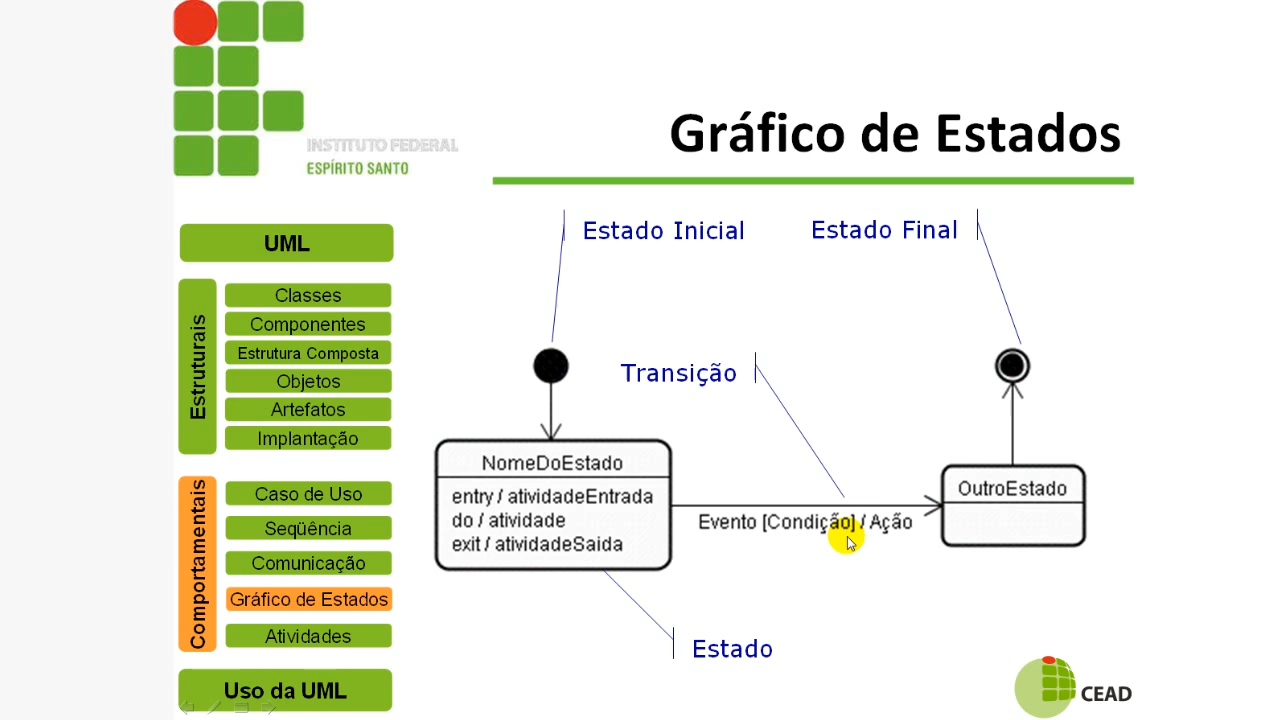 INSTITUTO FEDERAL
ESPÍRITO SANTO
Gráfico de Estados
UML
Estruturais
Classes
Componentes
Estrutura Composta
Objetos
Artefatos
Implantação
Comportamentais
Caso de Uso
Seqüência
Comunicação
Gráfico de Estados
Atividades
Uso da UML
Estado Inicial
Estado Final
Transição
NomeDoEstado
entry / atividadeEntrada
do / atividade
exit / atividadeSaida
Evento [Condição] / Ação
OutroEstado
Estado
CEAD